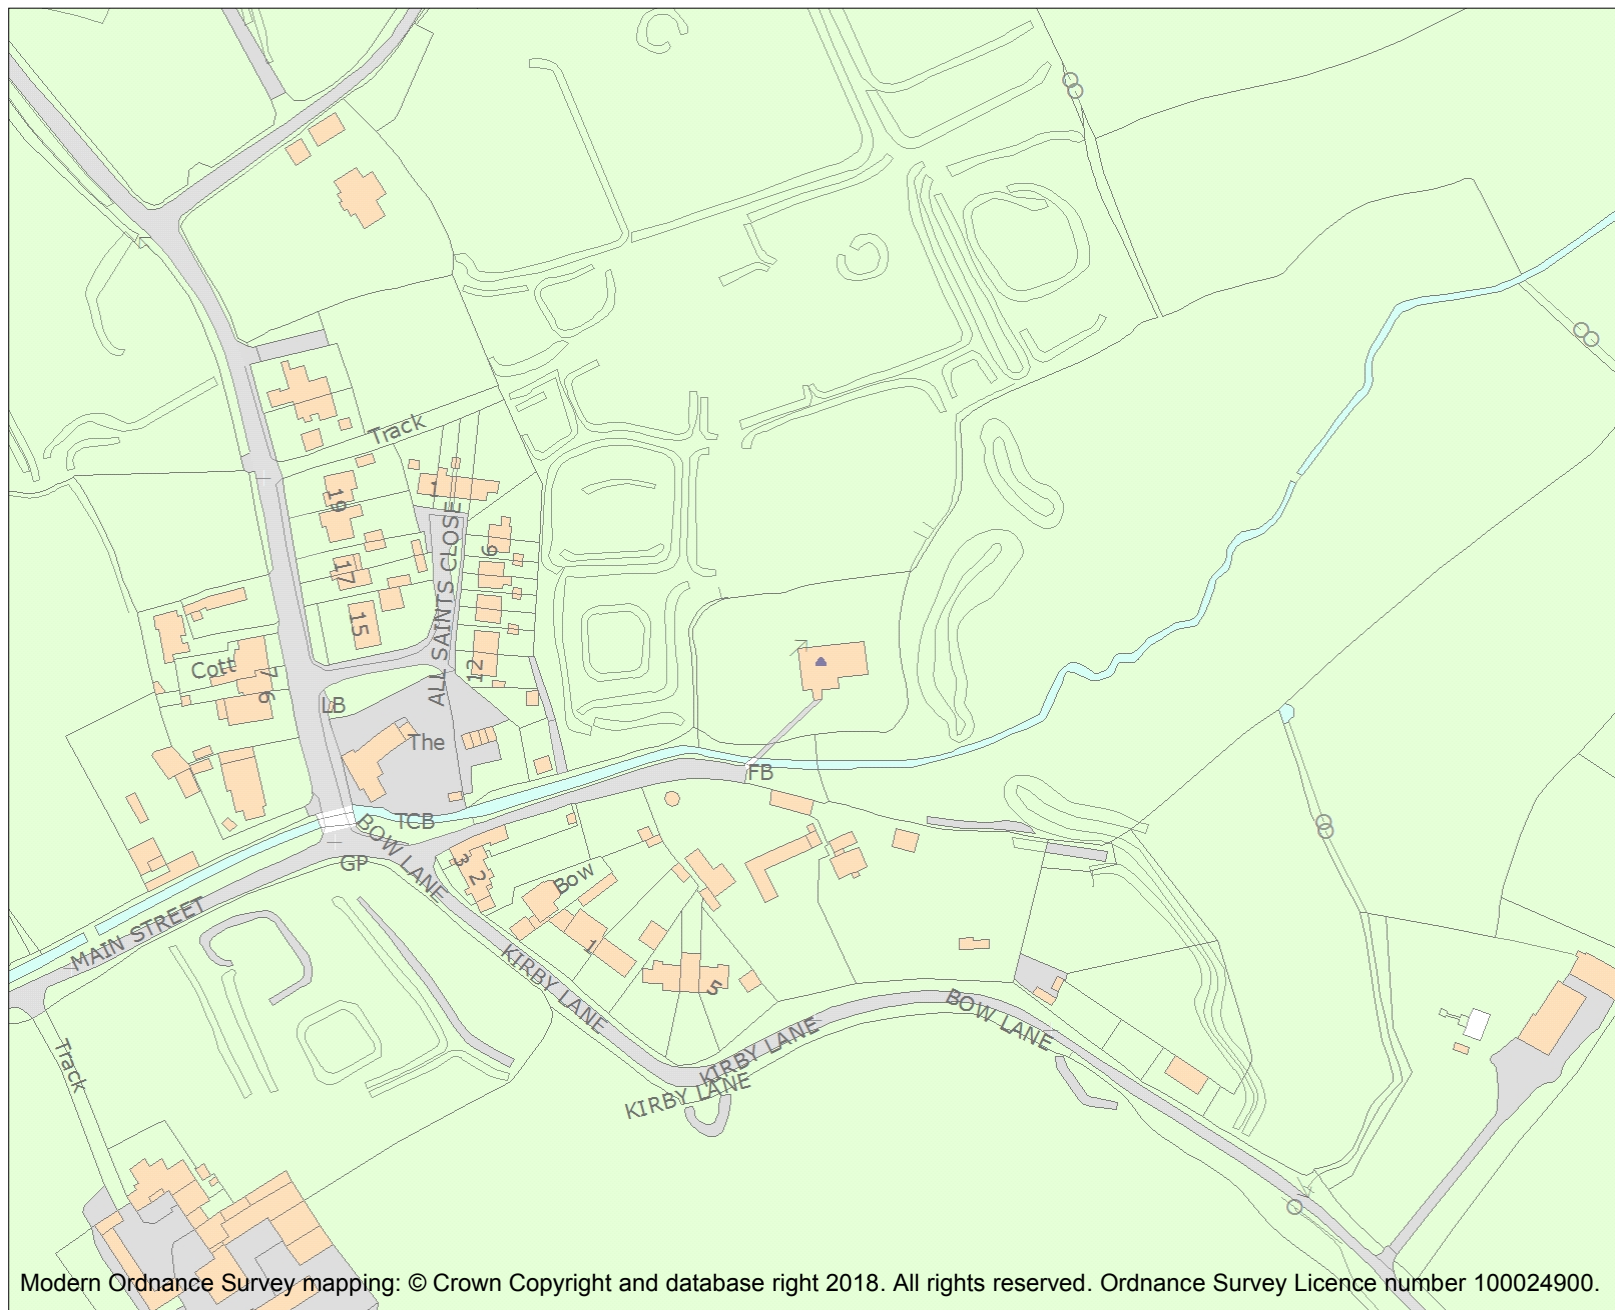 Track
19
1
17
ALL SAINTS CLOSE
6
15
12
Cott
7
6
LB
The
FB
TCB
BOW LANE
GP
3
2
Bow
MAIN STREET
1
KIRBY LANE
5
BOW LANE
KIRBY LANE
KIRBY LANE
Track
Modern Ordnance Survey mapping: © Crown Copyright and database right 2018. All rights reserved. Ordnance Survey Licence number 100024900.